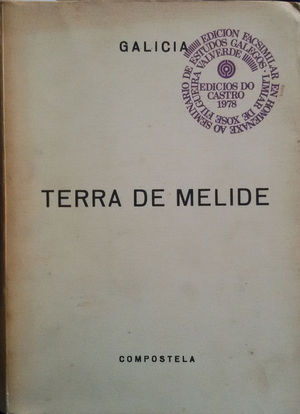 GALICIA
EDICION FACSIMILAR EN HOMENAXE AO SEMINARIO DE ESTUDOS GALEGOS·
LIMIAR DE XOSE FILGUEIRA VALVERDE
EDICIOS DO
CASTRO
1978
TERRA DE MELIDE
COMPOSTELA